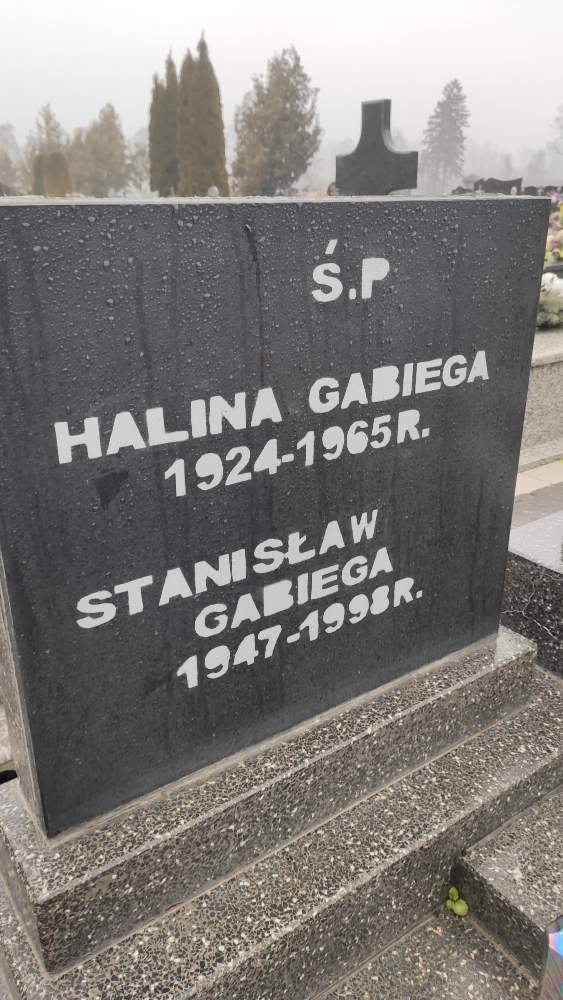 Ś.P
HALINA GABIEGA
1924-1965R.
STANISŁAW
GABIEGA
1947-1998R.